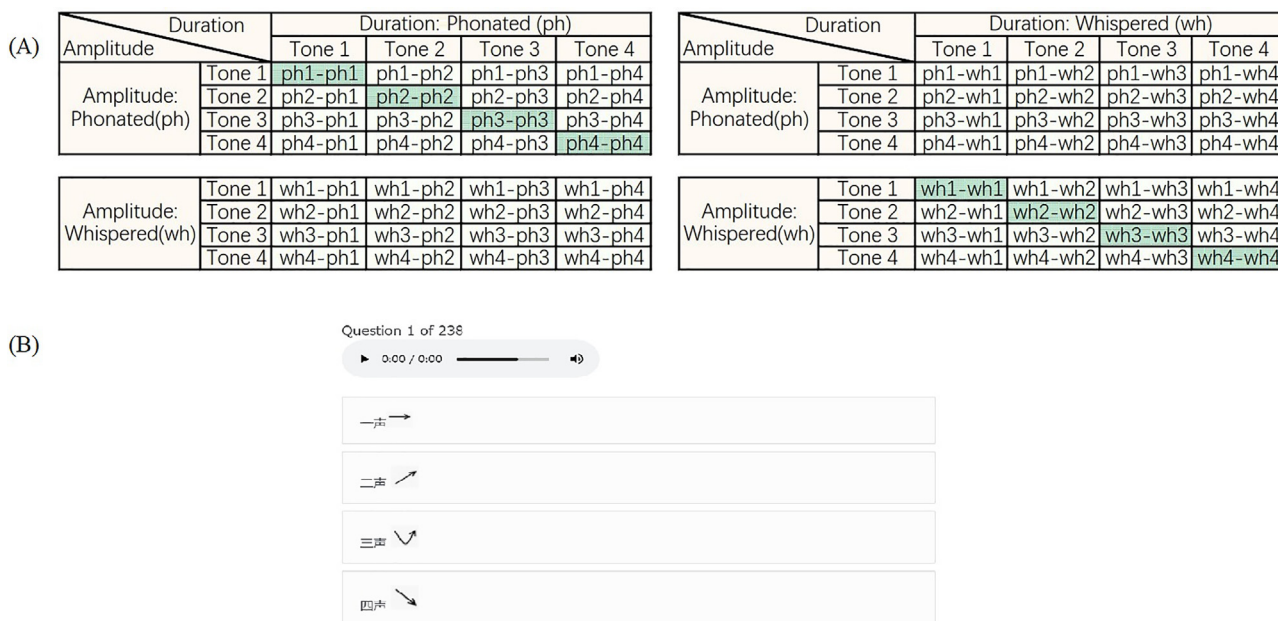 (A)
Duration
Amplitude
Duration: Phonated (ph)
Tone 1 Tone 2 Tone 3 Tone 4
Amplitude:
Phonated(ph)
Tone 1 ph1-ph1 ph1-ph2 ph1-ph3 ph1-ph4
Tone 2 ph2-ph1 ph2-ph2 ph2-ph3 ph2-ph4
Tone 3 ph3-ph1 ph3-ph2 ph3-ph3 ph3-ph4
Tone 4 ph4-ph1 ph4-ph2 ph4-ph3 ph4-ph4
Duration
Amplitude
Duration: Whispered (wh)
Tone 1 Tone 2 Tone 3 Tone 4
Amplitude:
Phonated(ph)
Tone 1 ph1-wh1 ph1-wh2 ph1-wh3 ph1-wh4
Tone 2 ph2-wh1 ph2-wh2 ph2-wh3 ph2-wh4
Tone 3 ph3-wh1 ph3-wh2 ph3-wh3 ph3-wh4
Tone 4 ph4-wh1 ph4-wh2 ph4-wh3 ph4-wh4
Amplitude:
Whispered(wh)
Tone 1 wh1-ph1 wh1-ph2 wh1-ph3 wh1-ph4
Tone 2 wh2-ph1 wh2-ph2 wh2-ph3 wh2-ph4
Tone 3 wh3-ph1 wh3-ph2 wh3-ph3 wh3-ph4
Tone 4 wh4-ph1 wh4-ph2 wh4-ph3 wh4-ph4
Amplitude:
Whispered(wh)
Tone 1 wh1-wh1 wh1-wh2 wh1-wh3 wh1-wh4
Tone 2 wh2-wh1 wh2-wh2 wh2-wh3 wh2-wh4
Tone 3 wh3-wh1 wh3-wh2 wh3-wh3 wh3-wh4
Tone 4 wh4-wh1 wh4-wh2 wh4-wh3 wh4-wh4
(B)
Question 1 of 238
0:00 / 0:00
一声
二声
三声
四声